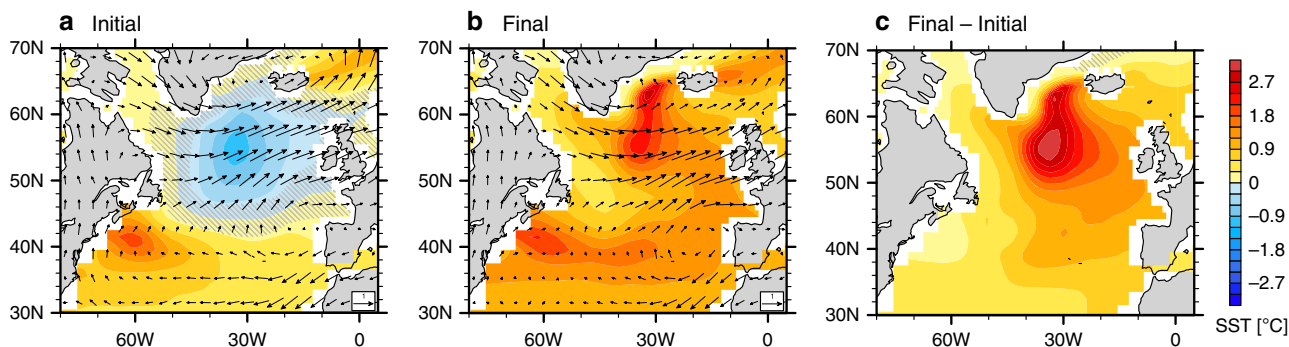 a Initial
b Final
c Final – Initial
70N
60N
50N
40N
30N
60W 30W 0
1
70N
60N
50N
40N
30N
60W 30W 0
1
70N
60N
50N
40N
30N
60W 30W 0
2.7
1.8
0.9
0
–0.9
–1.8
–2.7
SST [°C]